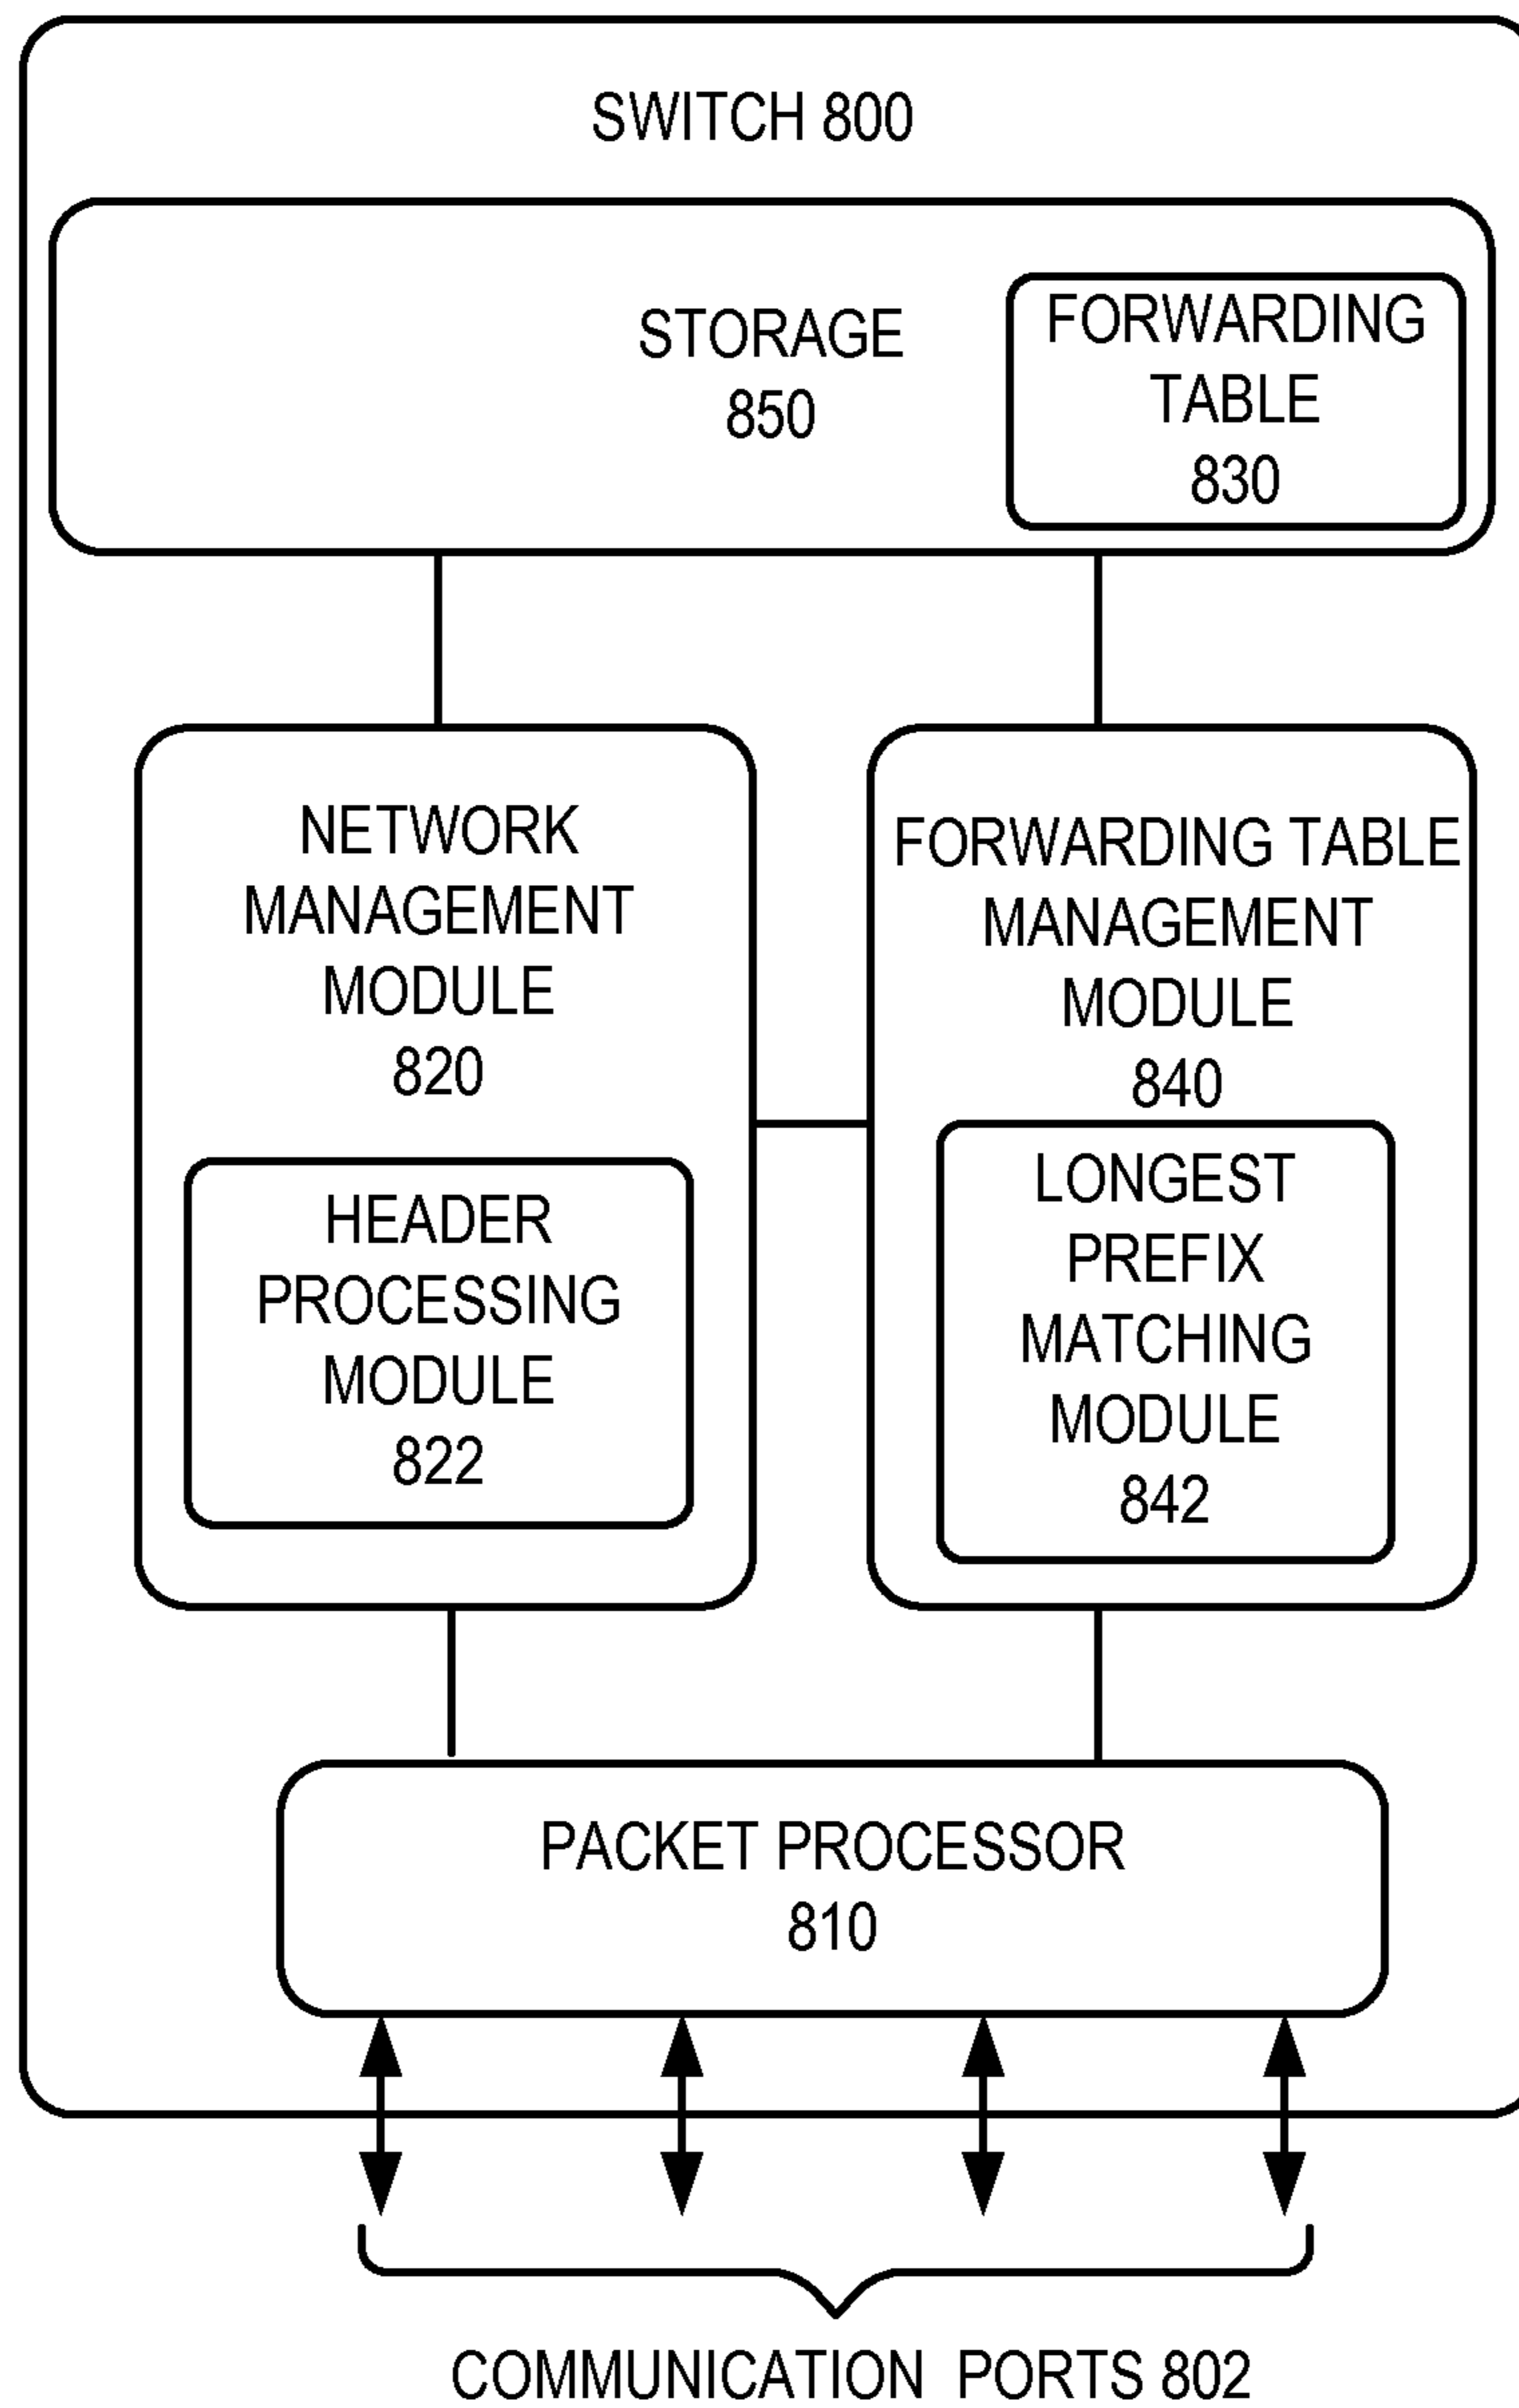 SWITCH 800
STORAGE
850
FORWARDING
TABLE
830
NETWORK
MANAGEMENT
MODULE
820
HEADER
PROCESSING
MODULE
822
FORWARDING TABLE
MANAGEMENT
MODULE
840
LONGEST
PREFIX
MATCHING
MODULE
842
PACKET PROCESSOR
810
COMMUNICATION PORTS 802